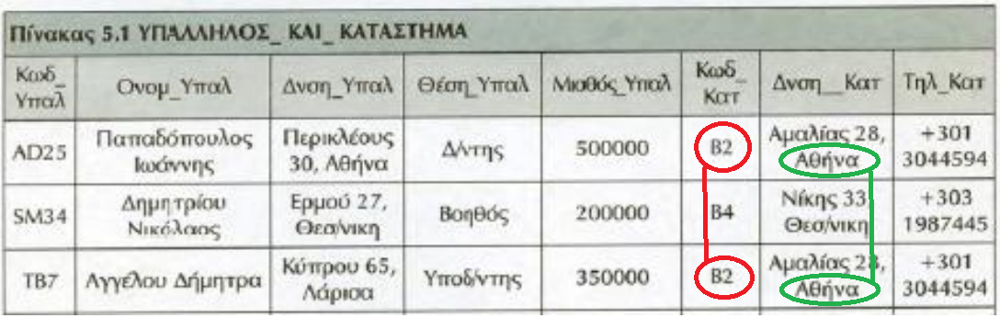 Πίνακας 5.1 ΥΠΑΛΛΗΛΟΣ_ ΚΑΙ_ ΚΑΤΑΣΤΗΜΑ
Κωδ_ Υπαλ Ονομ_Υπαλ Δνση_Υπαλ Θέση_Υπαλ Μισθός_Υπαλ Κωδ_ Κατ Δνση__Κατ Τηλ_Κατ
AD25 Παπαδόπουλος Ιωάννης Περικλέους 30, Αθήνα Δ/ντης 500000 B2 Αμαλίας 28, Αθήνα +301 3044594
SM34 Δημητρίου Νικόλαος Ερμού 27, Θεσ/νικη Βοηθός 200000 B4 Νίκης 33, Θεσ/νικη +303 1987445
TB7 Αγγέλου Δήμητρα Κύπρου 65, Λάρισα Υποδ/ντης 350000 B2 Αμαλίας 28, Αθήνα +301 3044594